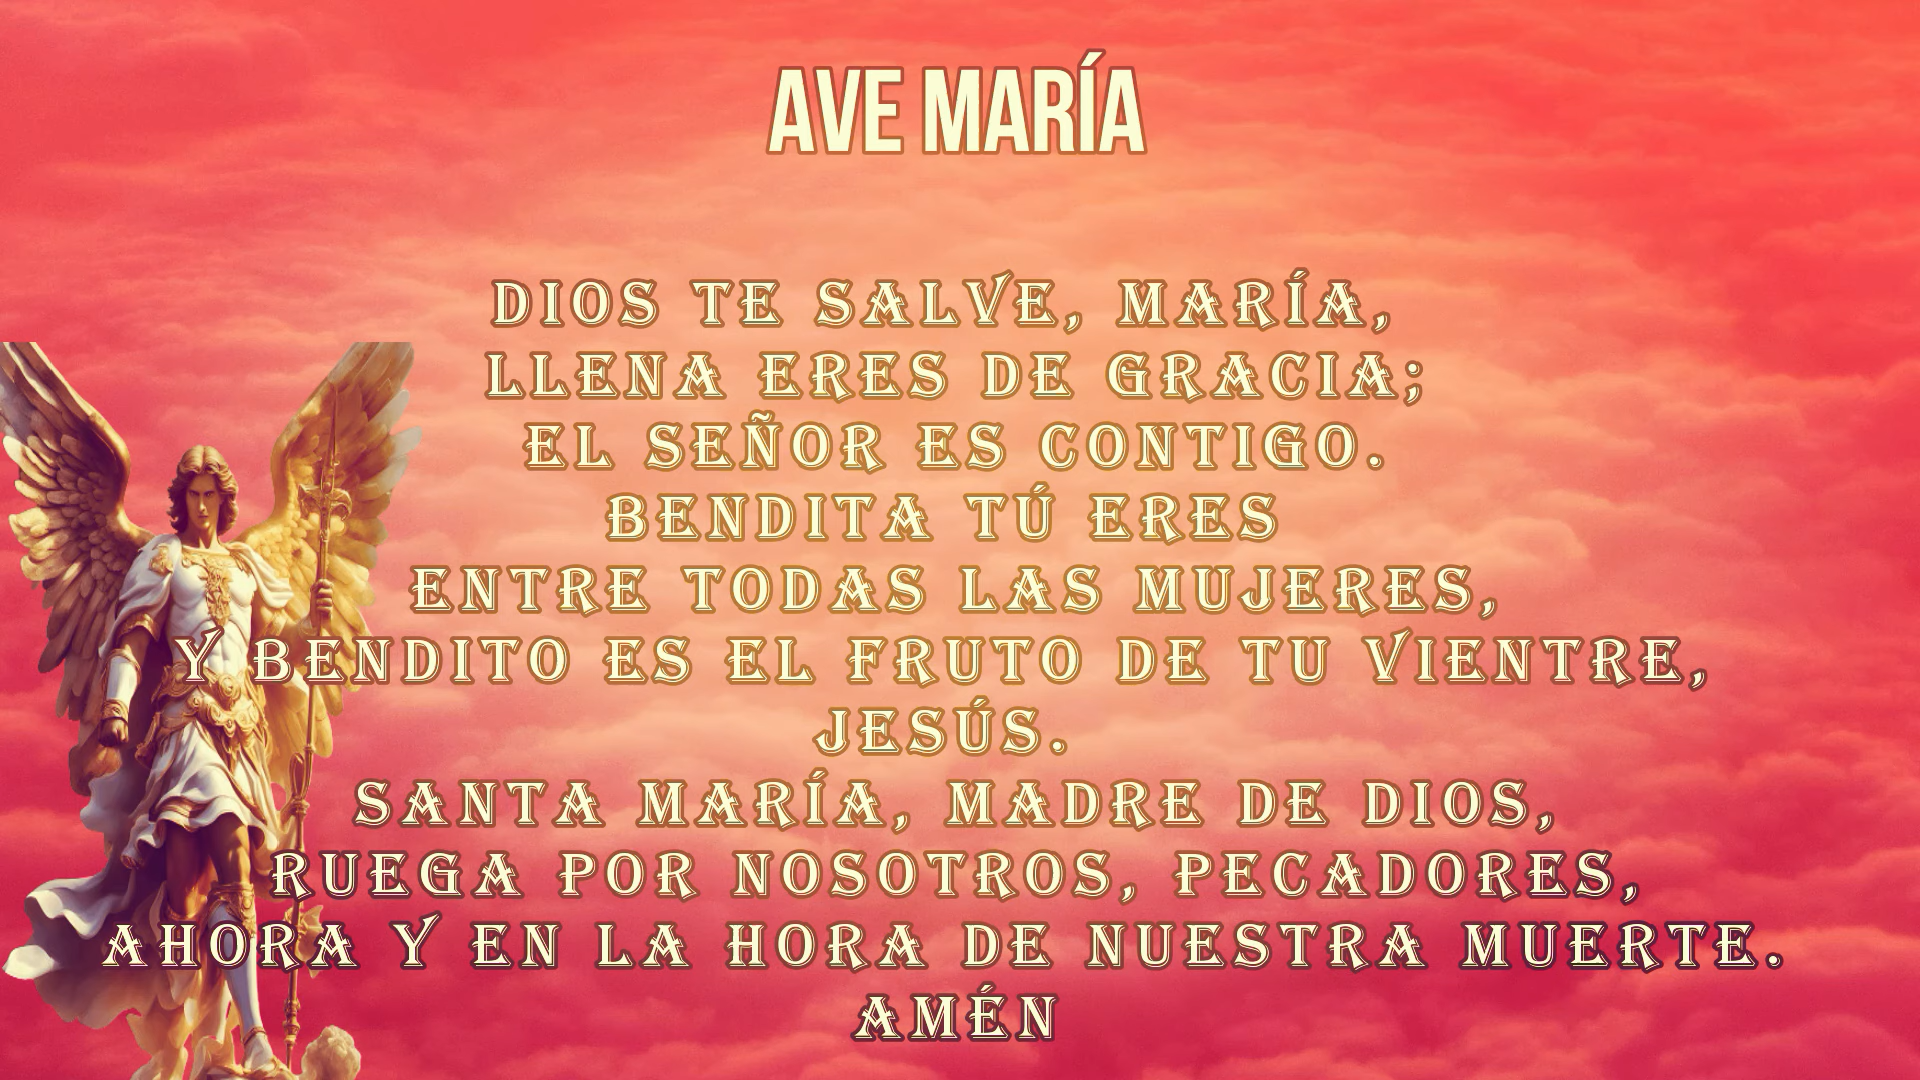 AVE MARÍA
DIOS TE SALVE, MARÍA,
LLENA ERES DE GRACIA;
EL SEÑOR ES CONTIGO.
BENDITA TÚ ERES
ENTRE TODAS LAS MUJERES,
Y BENDITO ES EL FRUTO DE TU VIENTRE,
JESÚS.
SANTA MARÍA, MADRE DE DIOS,
RUEGA POR NOSOTROS, PECADORES,
AHORA Y EN LA HORA DE NUESTRA MUERTE.
AMÉN